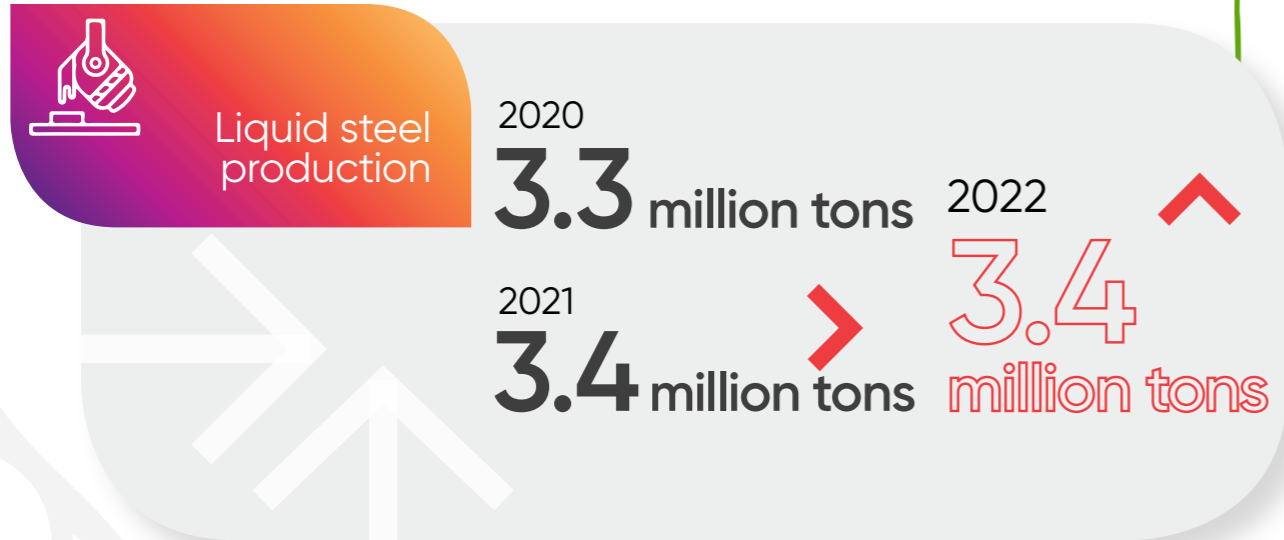 Liquid steel
production
2020
3.3 million tons
2021
3.4 million tons
2022
3.4
million tons